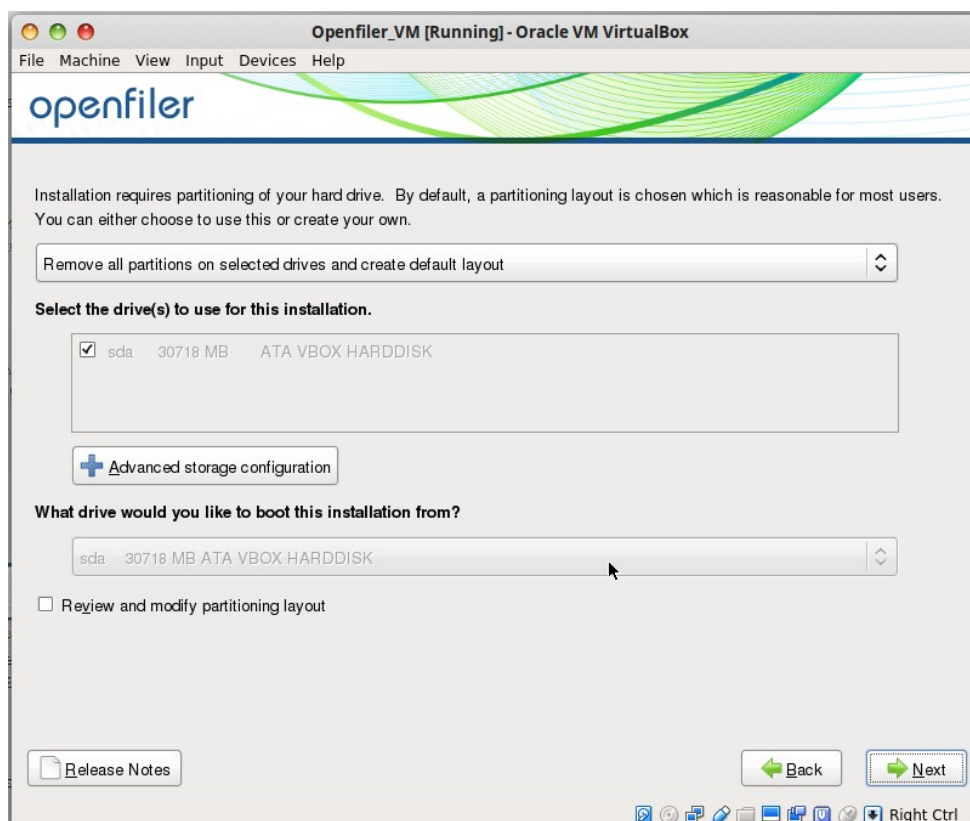 Openfiler_VM [Running] - Oracle VM VirtualBox
File Machine View Input Devices Help
openfiler
Installation requires partitioning of your hard drive. By default, a partitioning layout is chosen which is reasonable for most users.
You can either choose to use this or create your own.
Remove all partitions on selected drives and create default layout
Select the drive(s) to use for this installation.
sda 30718 MB ATA VBOX HARDDISK
Advanced storage configuration
What drive would you like to boot this installation from?
sda 30718 MB ATA VBOX HARDDISK
Review and modify partitioning layout
Release Notes Back Next
Right Ctrl